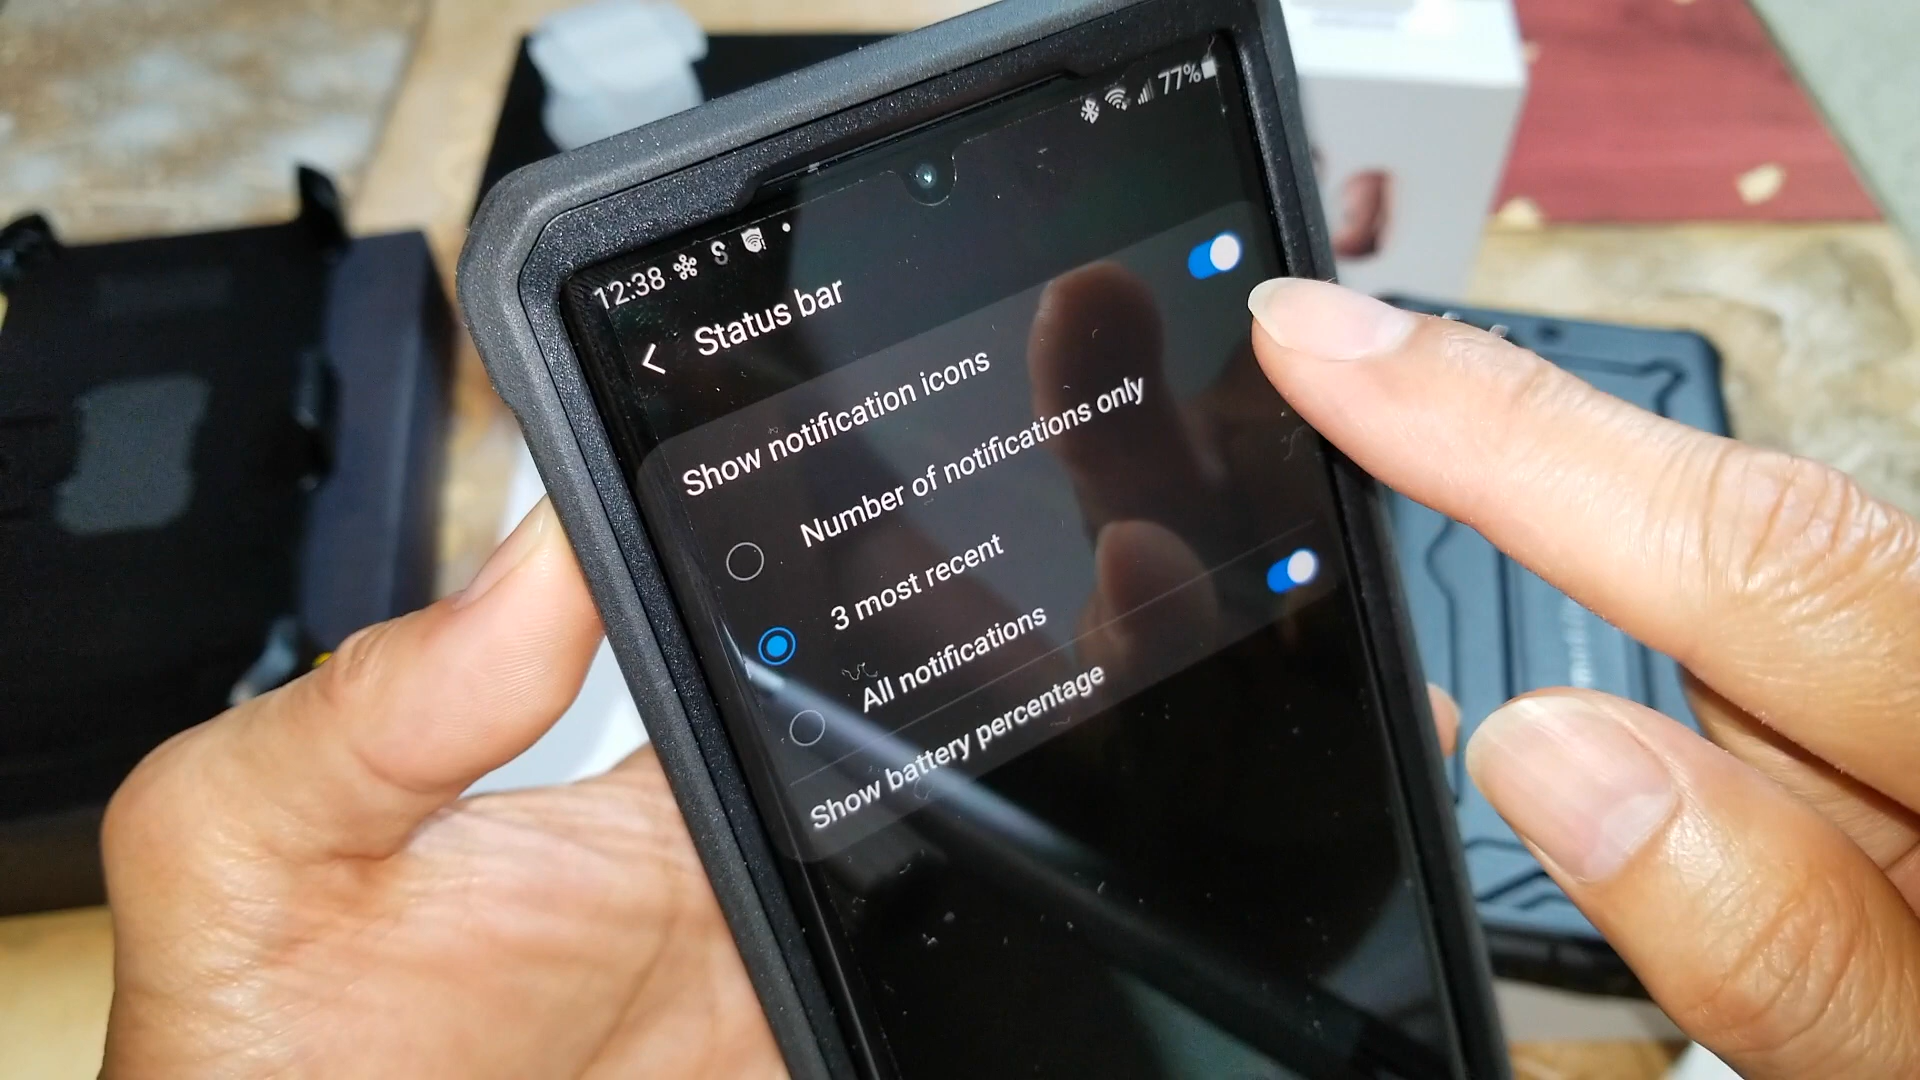 77%
12:38 S
Status bar
Show notification icons
Number of notifications only
3 most recent
All notifications
Show battery percentage